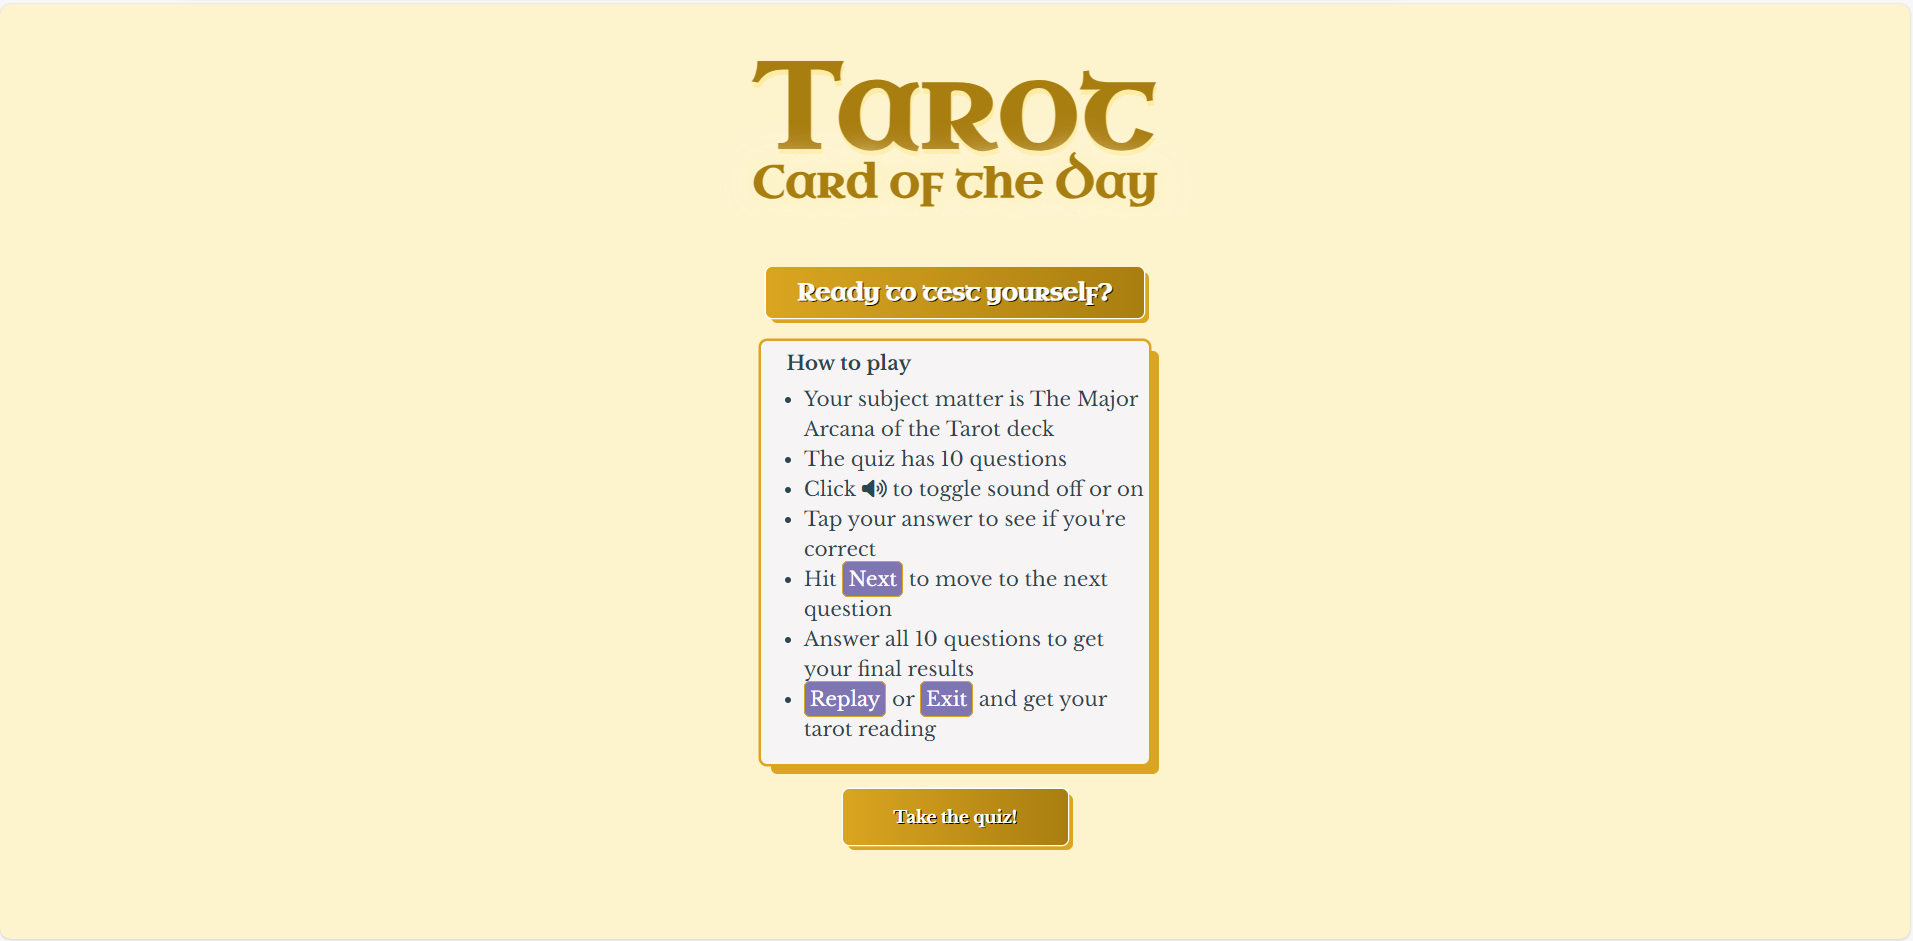 Tarot
Card of the Day
Ready to test yourself?
How to play
• Your subject matter is The Major
Arcana of the Tarot deck
• The quiz has 10 questions
• Click to toggle sound off or on
• Tap your answer to see if you're
correct
• Hit Next to move to the next
question
• Answer all 10 questions to get
your final results
• Replay or Exit and get your
tarot reading
Take the quiz!